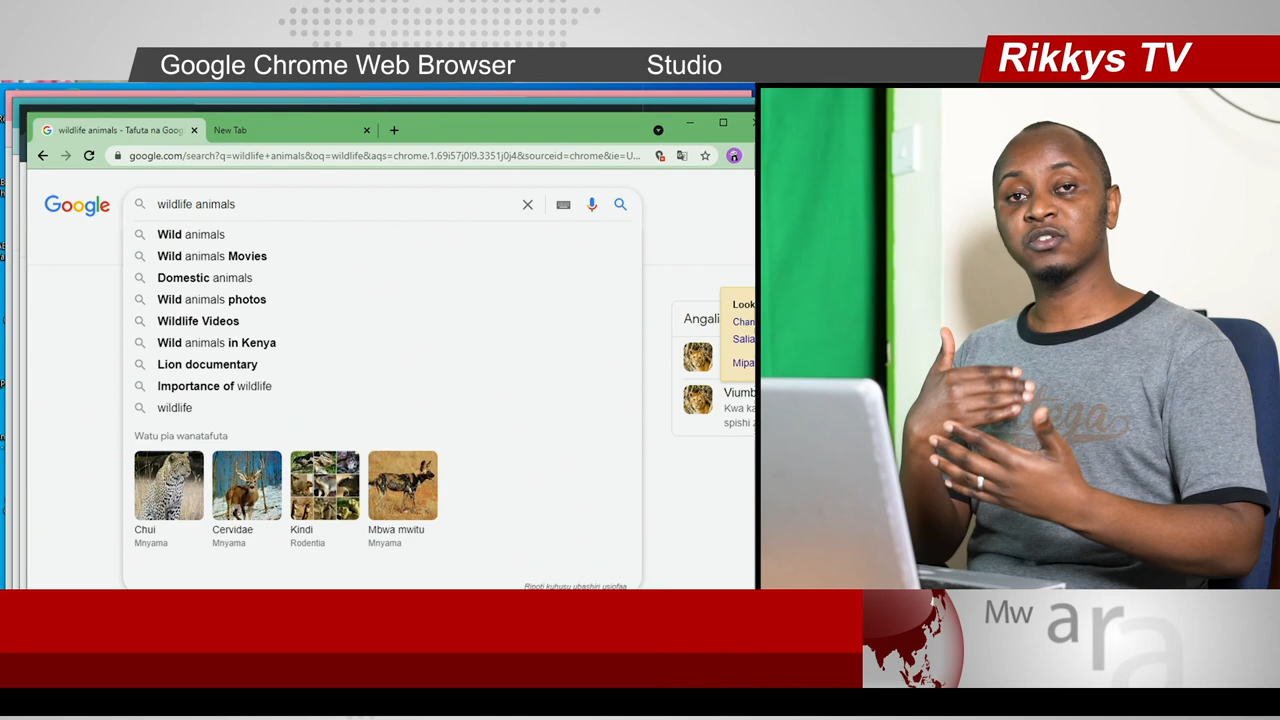 Google Chrome Web Browser
Studio
Rikkys TV
wildlife animals - Tafuta na Goog
New Tab
google.com/search?q=wildlife+animals&oq=wildlife&aqs=chrome.1.69i57j0l9.3351j0j4&sourceid=chrome&ie=U...
Google
wildlife animals
Wild animals
Wild animals Movies
Domestic animals
Wild animals photos
Wildlife Videos
Wild animals in Kenya
Lion documentary
Importance of wildlife
wildlife
Watu pia wanatafuta
Chui
Mnyama
Cervidae
Mnyama
Kindi
Rodentia
Mbwa mwitu
Mnyama
Ripoti kuhusu ubashiri usiofaa
Angali
Look
Chan
Salia
Mipa
Viumb
Kwa ka
spishi z
Mw a r a